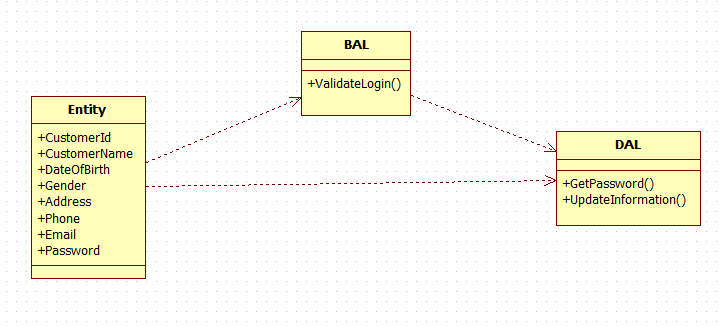 BAL
+ValidateLogin()
Entity
+CustomerId
+CustomerName
+DateOfBirth
+Gender
+Address
+Phone
+Email
+Password
DAL
+GetPassword()
+UpdateInformation()